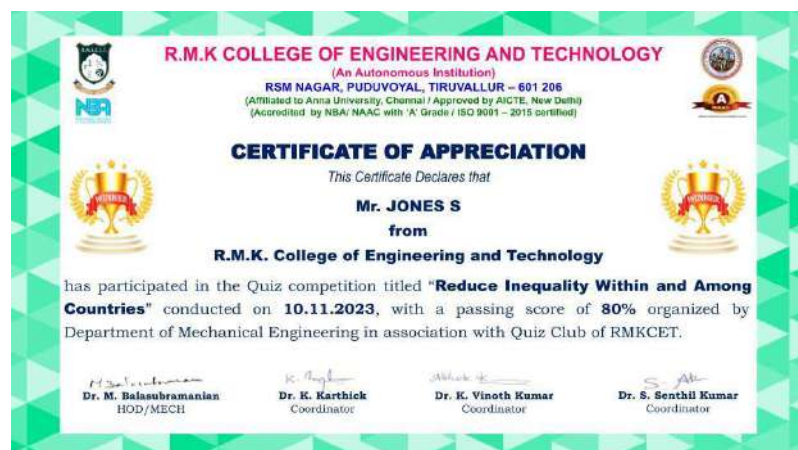 R.M.K COLLEGE OF ENGINEERING AND TECHNOLOGY
(An Autonomous Institution)
RSM NAGAR, PUDUVOYAL, TIRUVALLUR – 601 206
(Affiliated to Anna University, Chennai / Approved by AICTE, New Delhi)
(Accredited by NBA/ NAAC with 'A' Grade / ISO 9001 – 2015 certified)
NBA
CERTIFICATE OF APPRECIATION
This Certificate Declares that
WINNER
WINNER
Mr. JONES S
from
R.M.K. College of Engineering and Technology
has participated in the Quiz competition titled "Reduce Inequality Within and Among
Countries" conducted on 10.11.2023, with a passing score of 80% organized by
Department of Mechanical Engineering in association with Quiz Club of RMKCET.
Dr. M. Balasubramanian
HOD/MECH
Dr. K. Karthick
Coordinator
Dr. K. Vinoth Kumar
Coordinator
Dr. S. Senthil Kumar
Coordinator